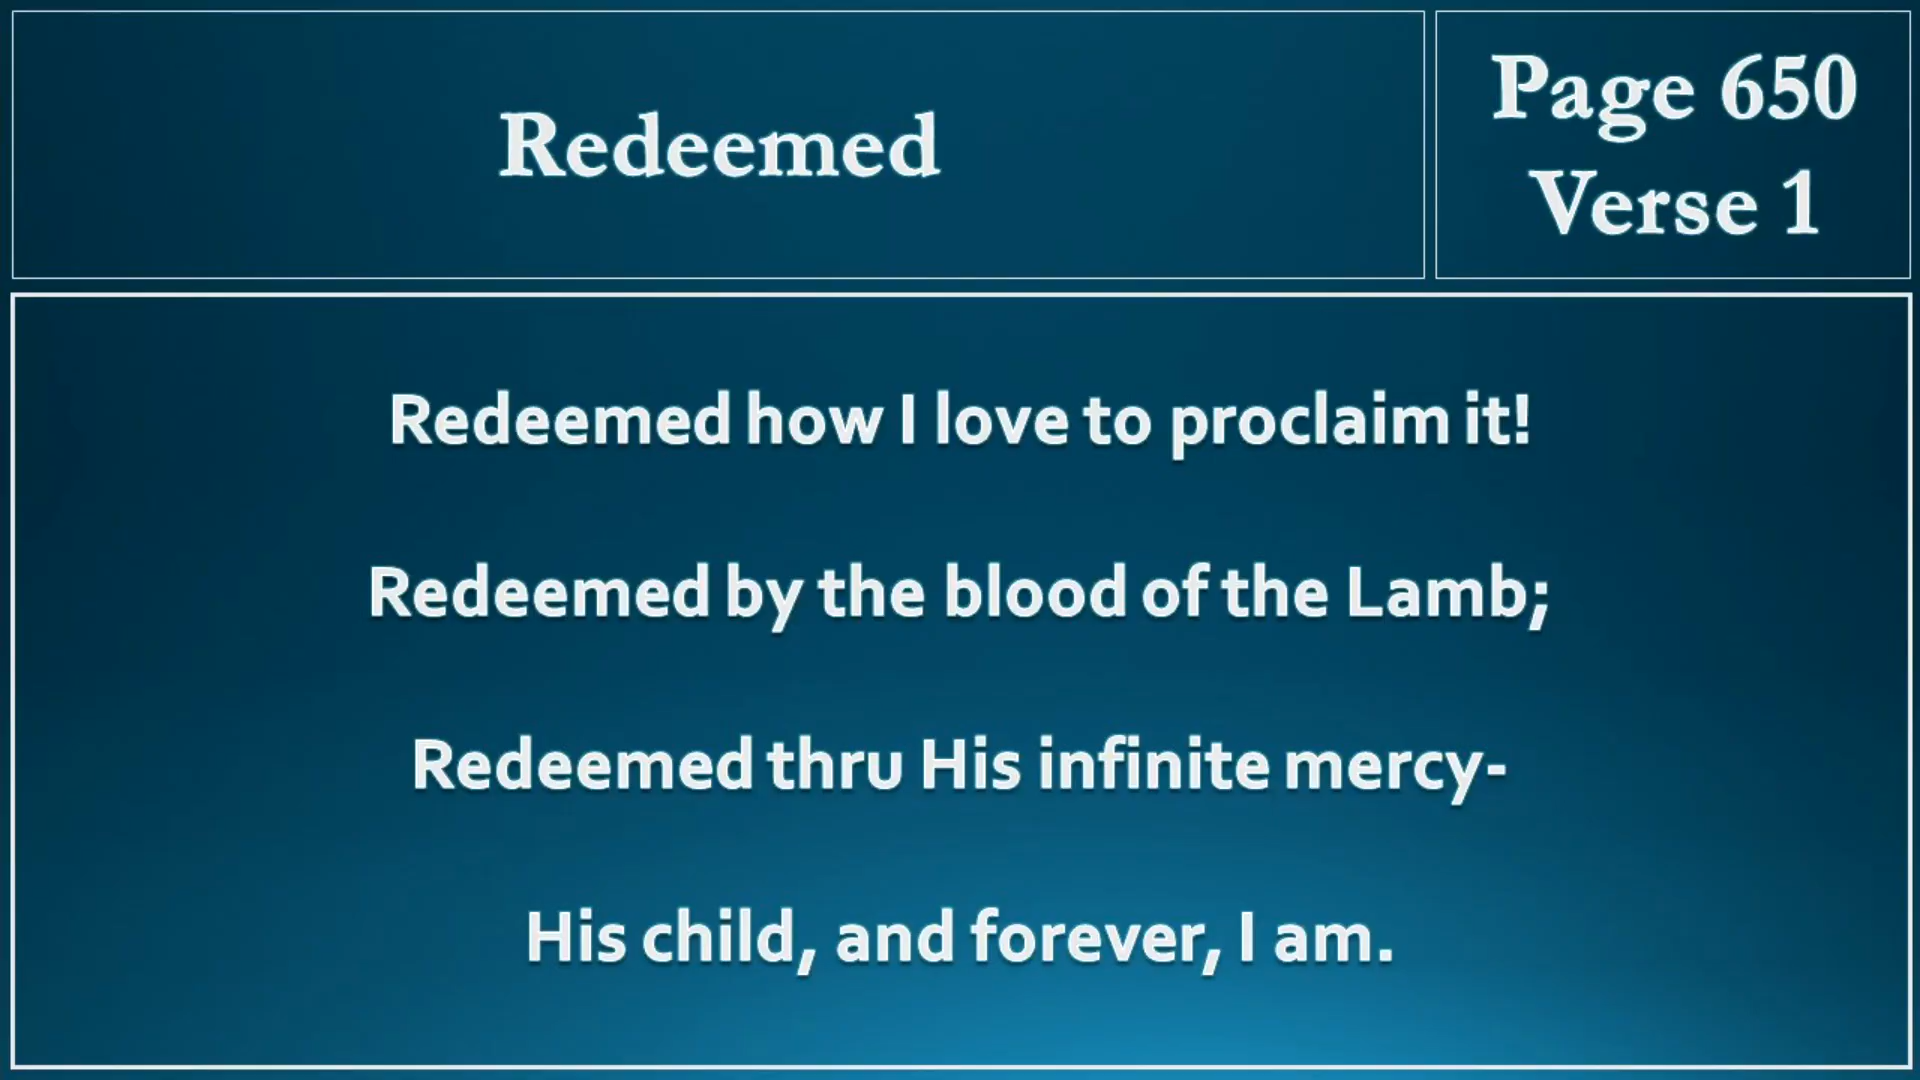 Redeemed
Page 650
Verse 1
Redeemed how I love to proclaim it!
Redeemed by the blood of the Lamb;
Redeemed thru His infinite mercy-
His child, and forever, I am.